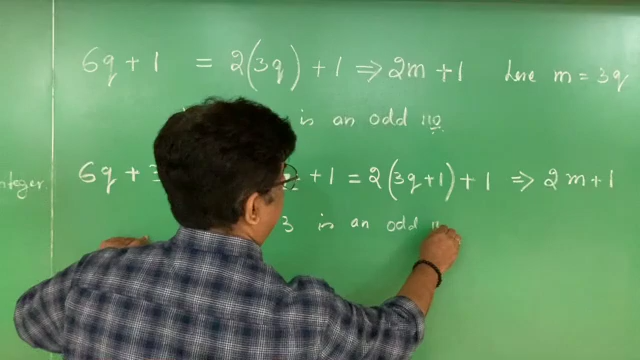 6q + 1 = 2(3q) + 1 ⇒ 2m + 1 here m = 3q
is an odd no.
nteger.
6q + 3 + 1 = 2(3q+1) + 1 ⇒ 2m + 1
3 is an odd n